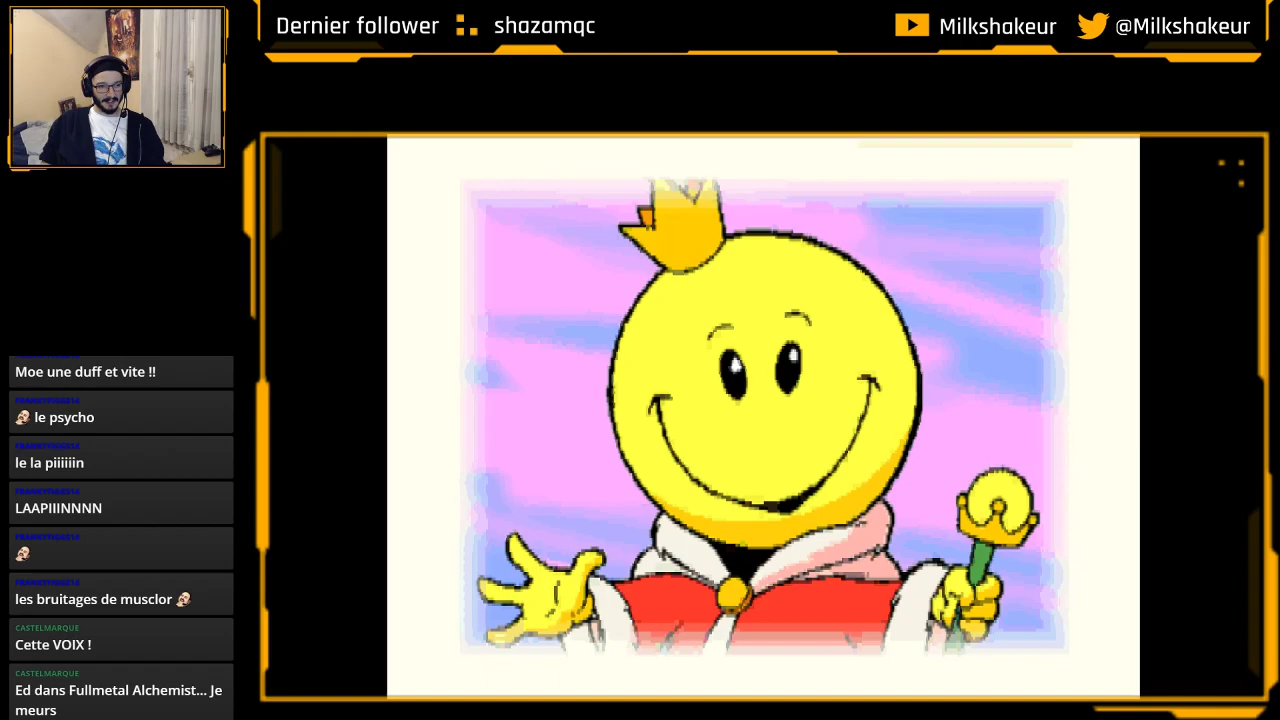 Dernier follower shazamqc Milkshakeur @Milkshakeur
Moe une duff et vite !!
le psycho
le la piiiiiin
LAAPIIINNNN
les bruitages de musclor
CASTELMARQUE
Cette VOIX !
CASTELMARQUE
Ed dans Fullmetal Alchemist... Je
meurs